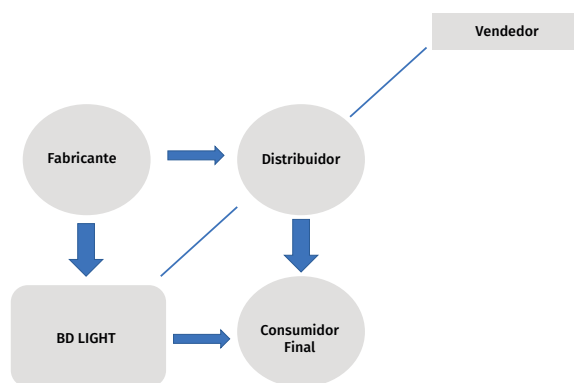 Vendedor
Fabricante
Distribuidor
BD LIGHT
Consumidor
Final